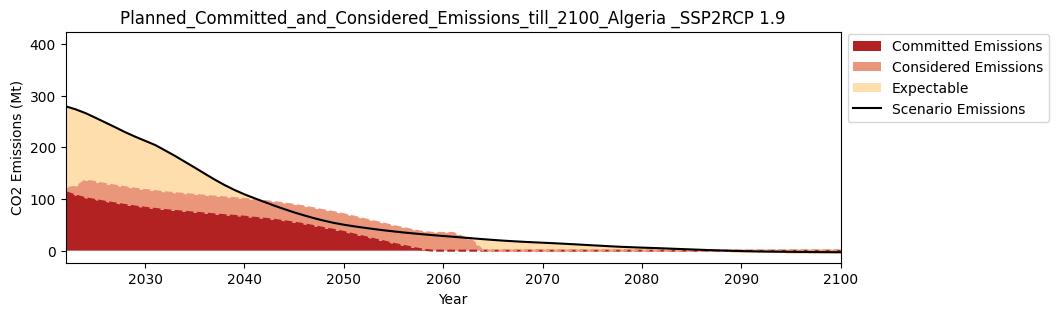 Planned_Committed_and_Considered_Emissions_till_2100_Algeria _SSP2RCP 1.9
400
300
200
100
0
CO2 Emissions (Mt)
2030
2040
2050
2060
2070
2080
2090
2100
Year
Committed Emissions
Considered Emissions
Expectable
Scenario Emissions